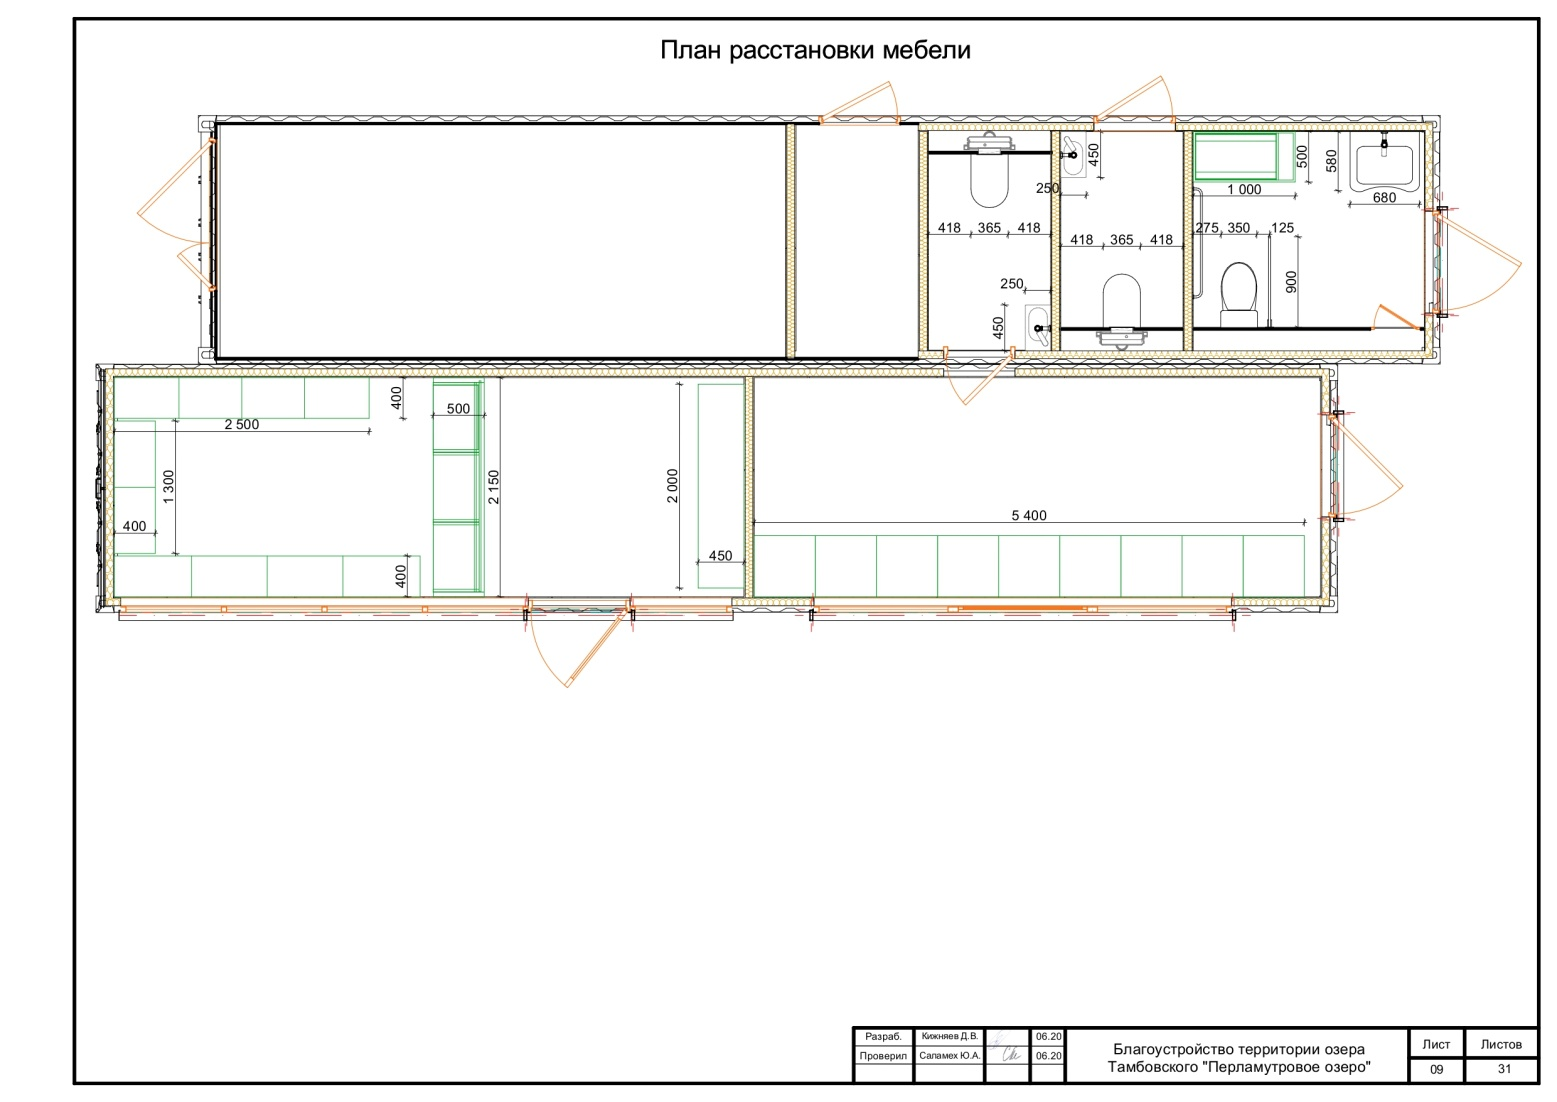 План расстановки мебели
450
500
580
250
1 000
680
418 365 418
418 365 418
275 350 125
250
900
450
400
500
2 500
2 150
2 000
1 300
400
5 400
450
400
Разраб. Кижняев Д.В. 06.20
Проверил Саламех Ю.А. 06.20
Благоустройство территории озера
Тамбовского "Перламутровое озеро"
Лист Листов
09 31